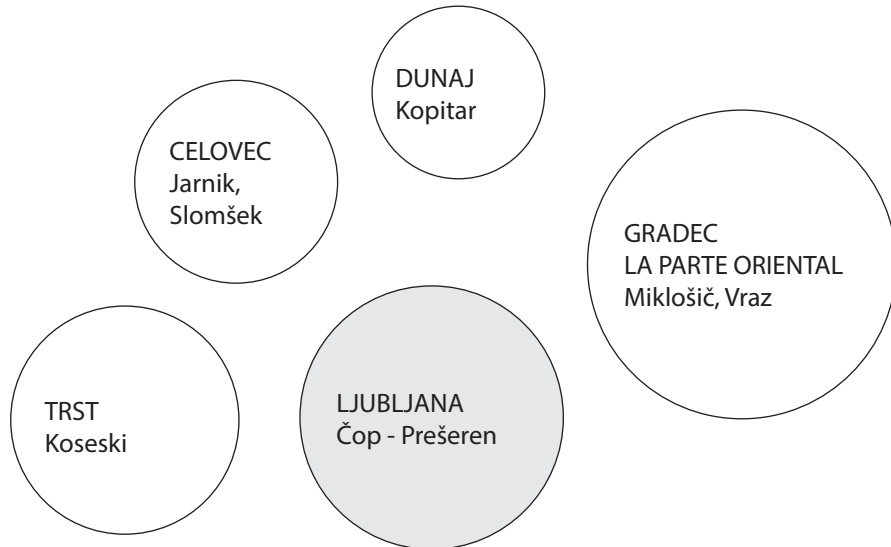 DUNAJ
Kopitar
CELOVEC
Jarnik,
Slomšek
GRADEC
LA PARTE ORIENTAL
Miklošič, Vraz
TRST
Koseski
LJUBLJANA
Čop - Prešeren